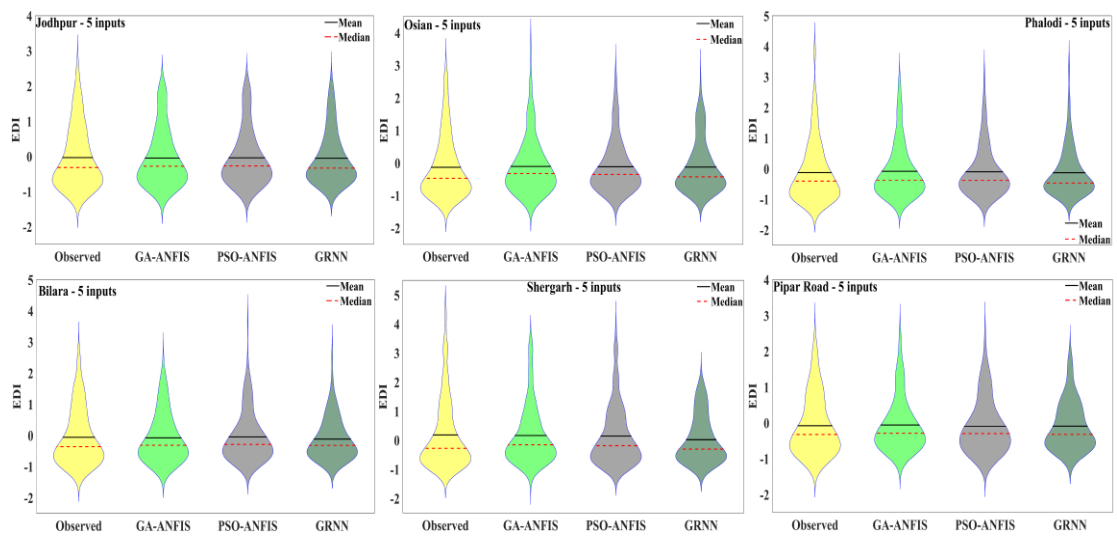 Jodhpur - 5 inputs
Mean
Median
EDI
4
3
2
1
0
-1
-2
Observed GA-ANFIS PSO-ANFIS GRNN
Osian - 5 inputs
Mean
Median
EDI
4
3
2
1
0
-1
-2
Observed GA-ANFIS PSO-ANFIS GRNN
Phalodi - 5 inputs
EDI
5
4
3
2
1
0
-1
-2
Mean
Median
Observed GA-ANFIS PSO-ANFIS GRNN
Bilara - 5 inputs
Mean
Median
EDI
5
4
3
2
1
0
-1
-2
Observed GA-ANFIS PSO-ANFIS GRNN
Shergarh - 5 inputs
Mean
Median
EDI
5
4
3
2
1
0
-1
-2
Observed GA-ANFIS PSO-ANFIS GRNN
Pipar Road - 5 inputs
Mean
Median
EDI
4
3
2
1
0
-1
-2
Observed GA-ANFIS PSO-ANFIS GRNN